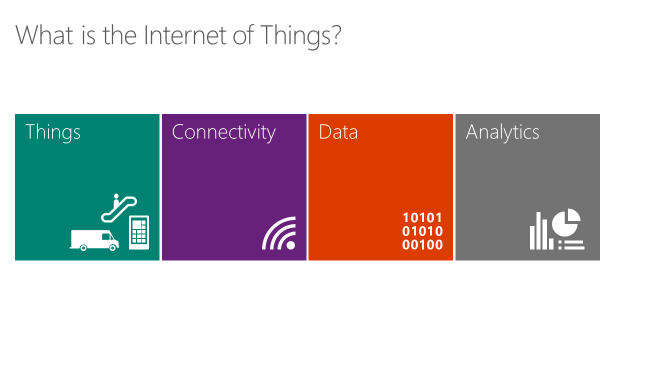 What is the Internet of Things?
Things
Connectivity
Data
Analytics
10101
01010
00100